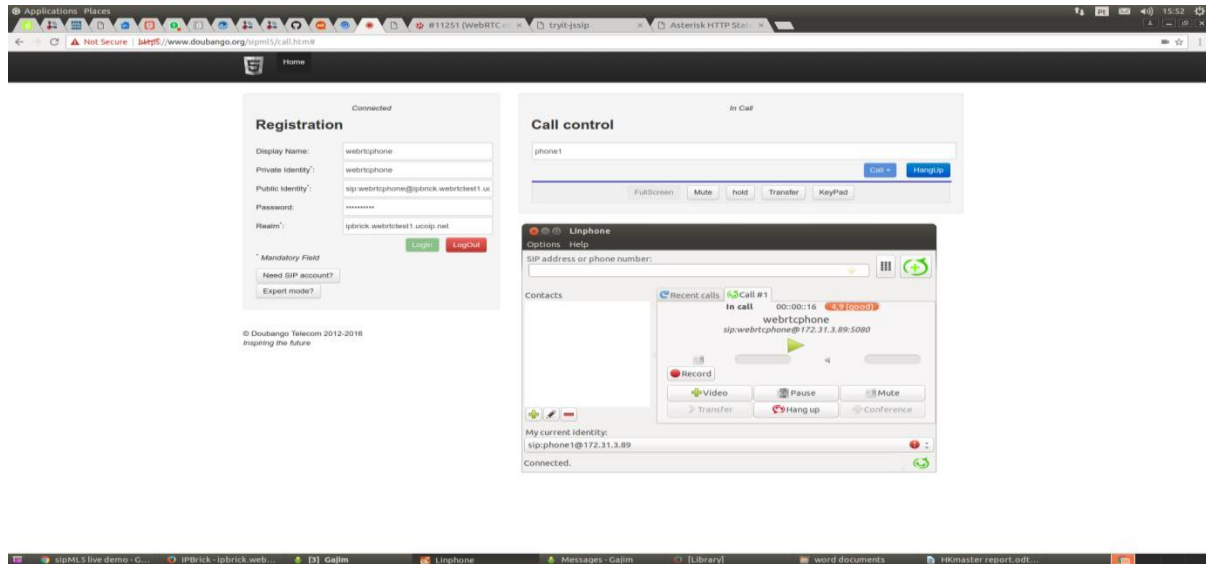 Applications Places
Pt
15:52
#11251 (WebRTC c
tryit-jssip
Asterisk HTTP Stat
Not Secure | https://www.doubango.org/sipml5/call.htm#
Home
Connected
Registration
Display Name:
webrtcphone
Private Identity*:
webrtcphone
Public Identity*:
sip:webrtcphone@ipbrick.webrtctest1.uc
Password:
**********
Realm*:
ipbrick.webrtctest1.ucoip.net
Login
LogOut
* Mandatory Field
Need SIP account?
Expert mode?
© Doubango Telecom 2012-2016
Inspiring the future
In Call
Call control
phone1
Call
HangUp
FullScreen
Mute
hold
Transfer
KeyPad
Linphone
Options Help
SIP address or phone number:
Contacts
Recent calls
Call #1
In call
00::00::16
4.9 (good)
webrtcphone
sip:webrtcphone@172.31.3.89:5080
Record
Video
Pause
Mute
Transfer
Hang up
Conference
My current identity:
sip:phone1@172.31.3.89
Connected.
sipML5 live demo - G...
IPBrick - ipbrick.web...
[3] Gajim
Linphone
Messages - Gajim
[Library]
word documents
HKmaster report.odt...